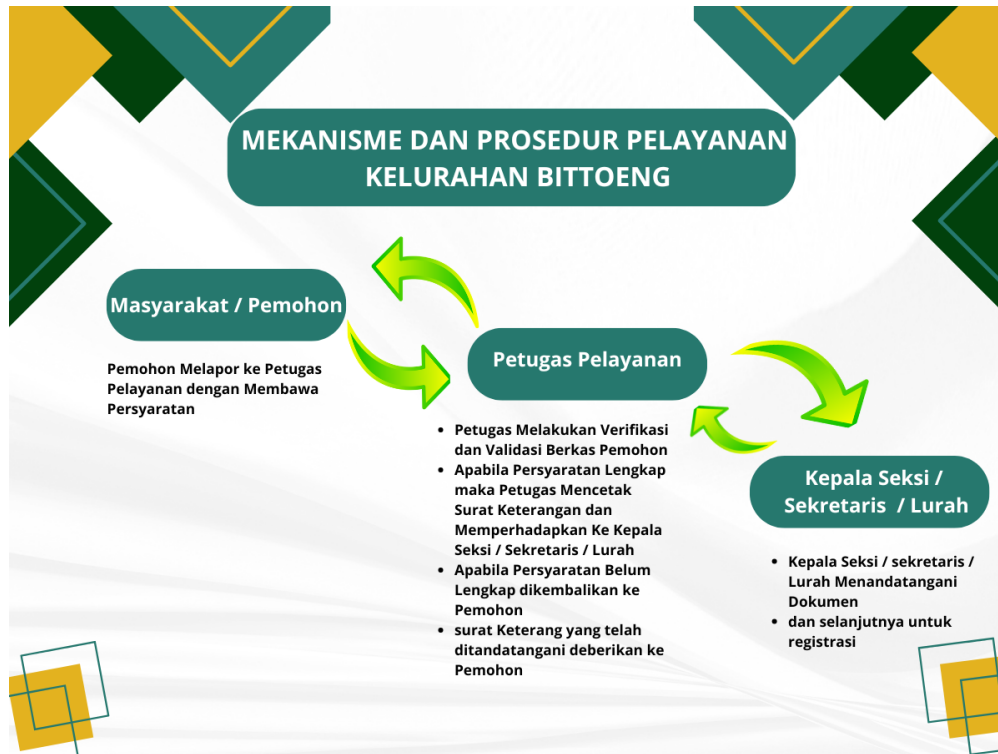 MEKANISME DAN PROSEDUR PELAYANAN
KELURAHAN BITTOENG
Masyarakat / Pemohon
Pemohon Melapor ke Petugas
Pelayanan dengan Membawa
Persyaratan
Petugas Pelayanan
• Petugas Melakukan Verifikasi
dan Validasi Berkas Pemohon
• Apabila Persyaratan Lengkap
maka Petugas Mencetak
Surat Keterangan dan
Memperhadapkan Ke Kepala
Seksi / Sekretaris / Lurah
• Apabila Persyaratan Belum
Lengkap dikembalikan ke
Pemohon
• surat Keterang yang telah
ditandatangani deberikan ke
Pemohon
Kepala Seksi /
Sekretaris / Lurah
• Kepala Seksi / sekretaris /
Lurah Menandatangani
Dokumen
• dan selanjutnya untuk
registrasi